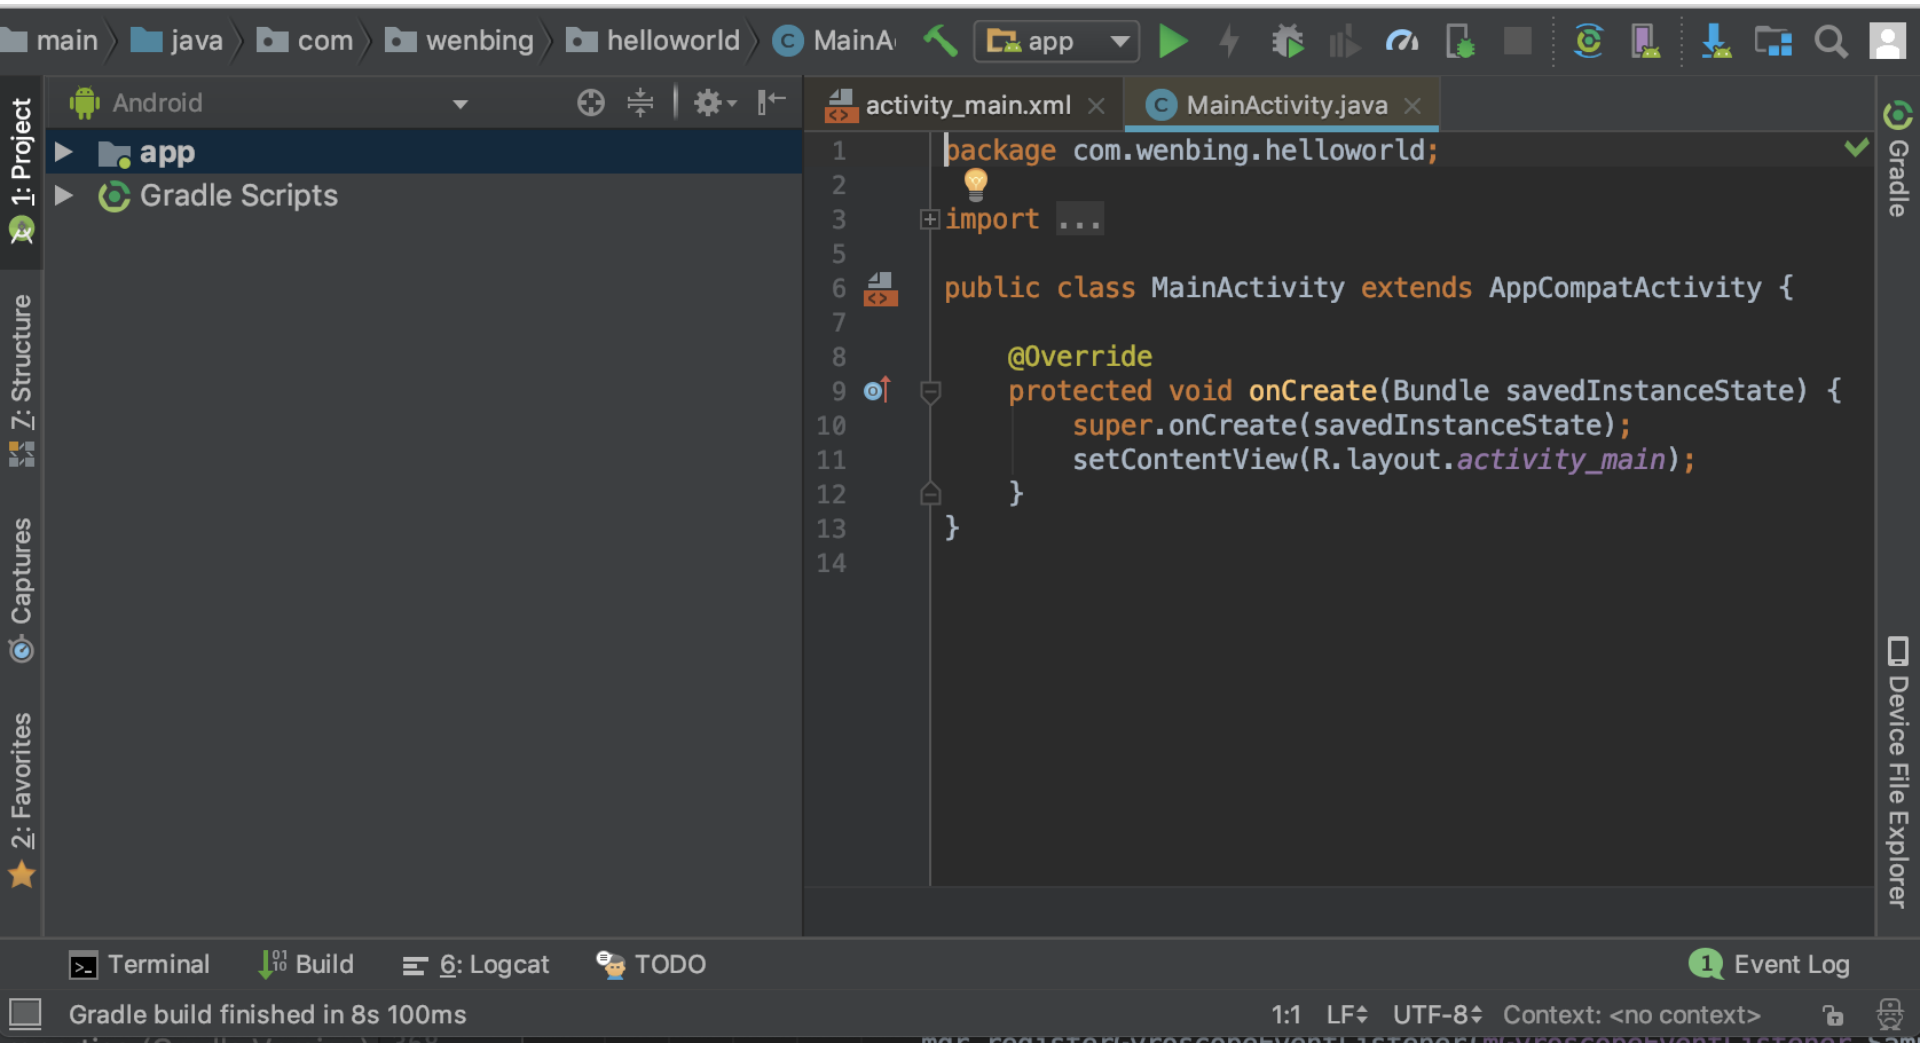 main java com wenbing helloworld C MainA app
1: Project
Android
app
Gradle Scripts
7: Structure
Captures
2: Favorites
activity_main.xml
C MainActivity.java
1 package com.wenbing.helloworld;
2
3 import ...
5
6 public class MainActivity extends AppCompatActivity {
7
8 @Override
9 protected void onCreate(Bundle savedInstanceState) {
10 super.onCreate(savedInstanceState);
11 setContentView(R.layout.activity_main);
12 }
13 }
14
Gradle
Device File Explorer
Terminal Build 6: Logcat TODO 1 Event Log
Gradle build finished in 8s 100ms 1:1 LF UTF-8 Context: <no context>